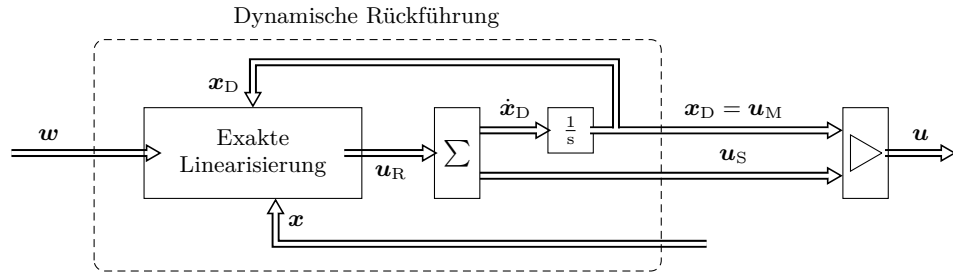 Dynamische Rückführung
x_D
ẋ_D
x_D = u_M
w
Exakte
Linearisierung
u_R
∑
1/s
u_S
▷
u
x